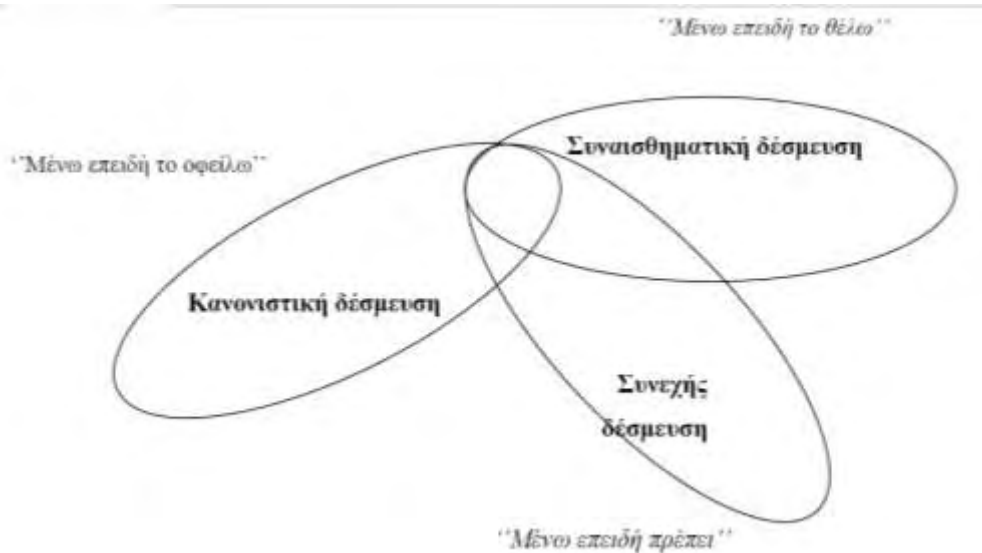 ‘‘Μένω επειδή το θέλω’’
Συναισθηματική δέσμευση
‘‘Μένω επειδή το οφείλω’’
Κανονιστική δέσμευση
Συνεχής
δέσμευση
‘‘Μένω επειδή πρέπει’’